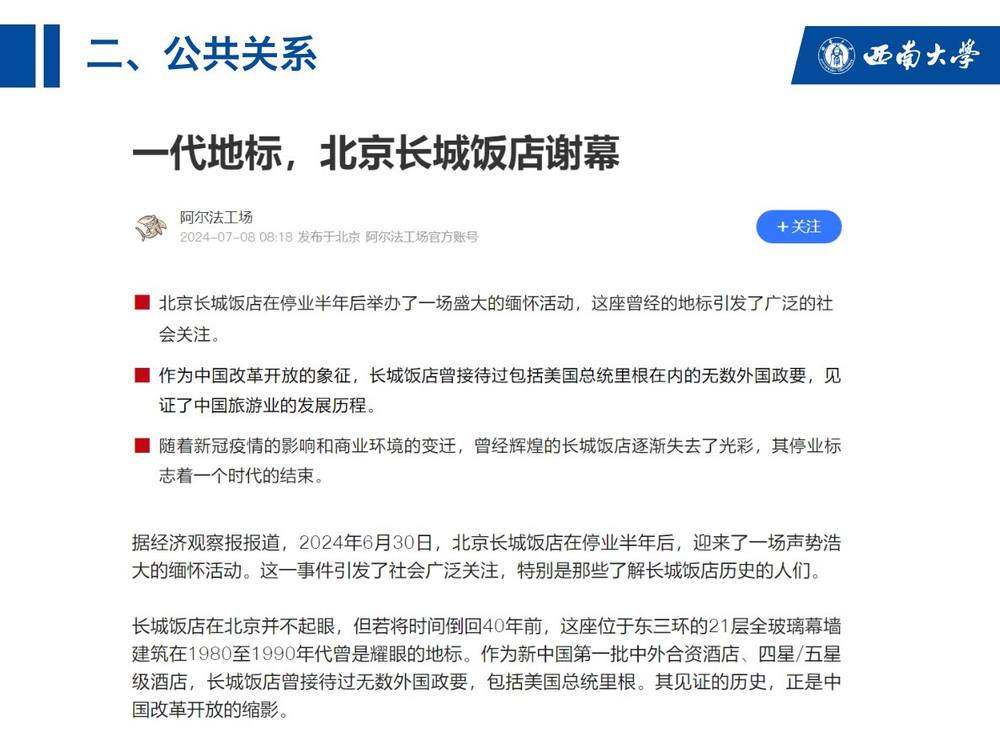 二、公共关系
西南大学
一代地标，北京长城饭店谢幕
阿尔法工场
2024-07-08 08:18 发布于北京 阿尔法工场官方账号
+关注
北京长城饭店在停业半年后举办了一场盛大的缅怀活动，这座曾经的地标引发了广泛的社
会关注。
作为中国改革开放的象征，长城饭店曾接待过包括美国总统里根在内的无数外国政要，见
证了中国旅游业的发展历程。
随着新冠疫情的影响和商业环境的变迁，曾经辉煌的长城饭店逐渐失去了光彩，其停业标
志着一个时代的结束。
据经济观察报报道，2024年6月30日，北京长城饭店在停业半年后，迎来了一场声势浩
大的缅怀活动。这一事件引发了社会广泛关注，特别是那些了解长城饭店历史的人们。
长城饭店在北京并不起眼，但若将时间倒回40年前，这座位于东三环的21层全玻璃幕墙
建筑在1980至1990年代曾是耀眼的地标。作为新中国第一批中外合资酒店、四星/五星
级酒店，长城饭店曾接待过无数外国政要，包括美国总统里根。其见证的历史，正是中
国改革开放的缩影。